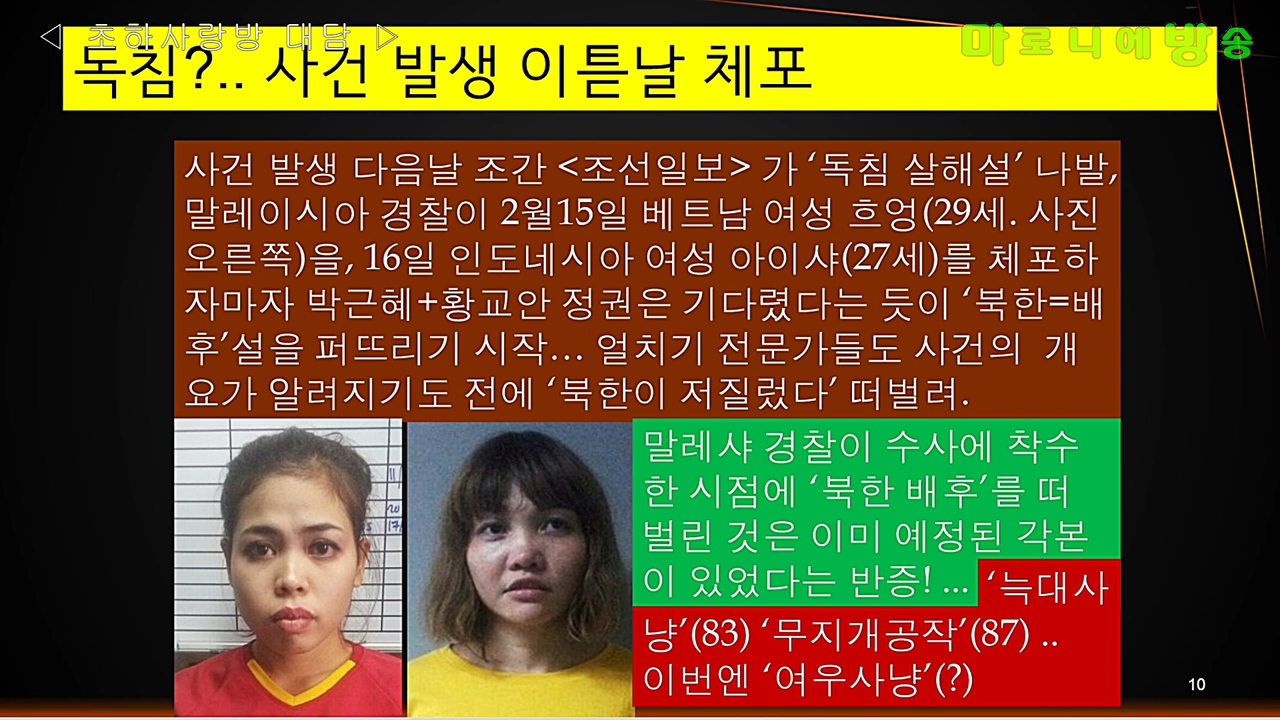 ◁ 초하사랑방 대담 ▷
마로니에방송
독침?.. 사건 발생 이튿날 체포
사건 발생 다음날 조간 <조선일보> 가 ‘독침 살해설’ 나발,
말레이시아 경찰이 2월15일 베트남 여성 흐엉(29세. 사진
오른쪽)을, 16일 인도네시아 여성 아이샤(27세)를 체포하
자마자 박근혜+황교안 정권은 기다렸다는 듯이 ‘북한=배
후’설을 퍼뜨리기 시작… 얼치기 전문가들도 사건의 개
요가 알려지기도 전에 ‘북한이 저질렀다’ 떠벌려.
말레샤 경찰이 수사에 착수
한 시점에 ‘북한 배후’를 떠
벌린 것은 이미 예정된 각본
이 있었다는 반증! ...
‘늑대사
냥’(83) ‘무지개공작’(87) ..
이번엔 ‘여우사냥’(?)
10